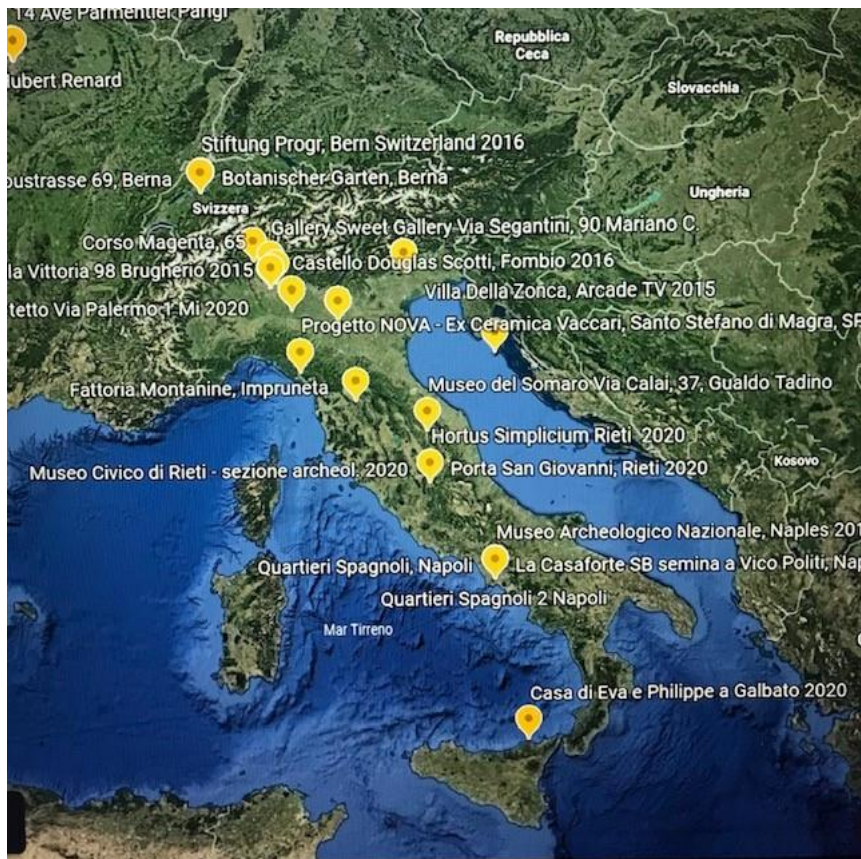 14 Ave Parmentier Parigi
Repubblica
Ceca
Hubert Renard
Slovacchia
Stiftung Progr, Bern Switzerland 2016
oustrasse 69, Berna
Botanischer Garten, Berna
Ungheria
Svizzera
Gallery Sweet Gallery Via Segantini, 90 Mariano C.
Corso Magenta, 65
la Vittoria 98 Brugherio 2015
Castello Douglas Scotti, Fombio 2016
Villa Della Zonca, Arcade TV 2015
tetto Via Palermo 1 Mi 2020
Progetto NOVA - Ex Ceramica Vaccari, Santo Stefano di Magra, SP
Fattoria Montanine, Impruneta
Museo del Somaro Via Calai, 37, Gualdo Tadino
Hortus Simplicium Rieti 2020
Kosovo
Museo Civico di Rieti - sezione archeol, 2020
Porta San Giovanni, Rieti 2020
Museo Archeologico Nazionale, Naples 201
Quartieri Spagnoli, Napoli
La Casaforte SB semina a Vico Politi, Nap
Quartieri Spagnoli 2 Napoli
Mar Tirreno
Casa di Eva e Philippe a Galbato 2020